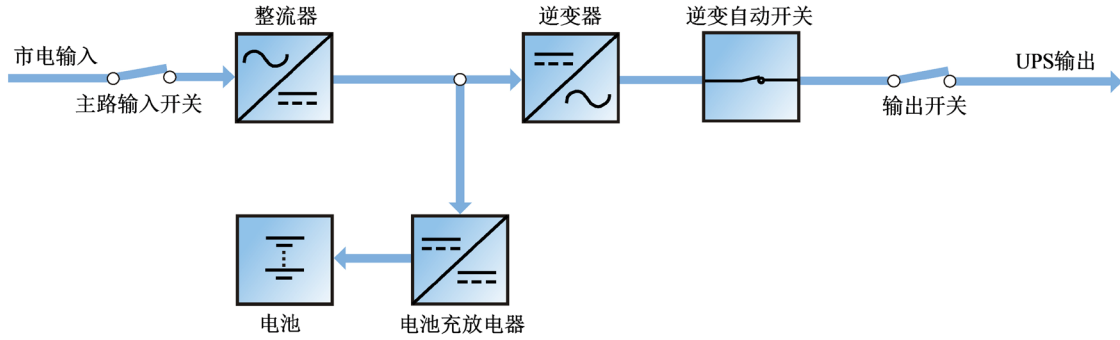 整流器
逆变器
逆变自动开关
市电输入
UPS输出
主路输入开关
输出开关
电池
电池充放电器